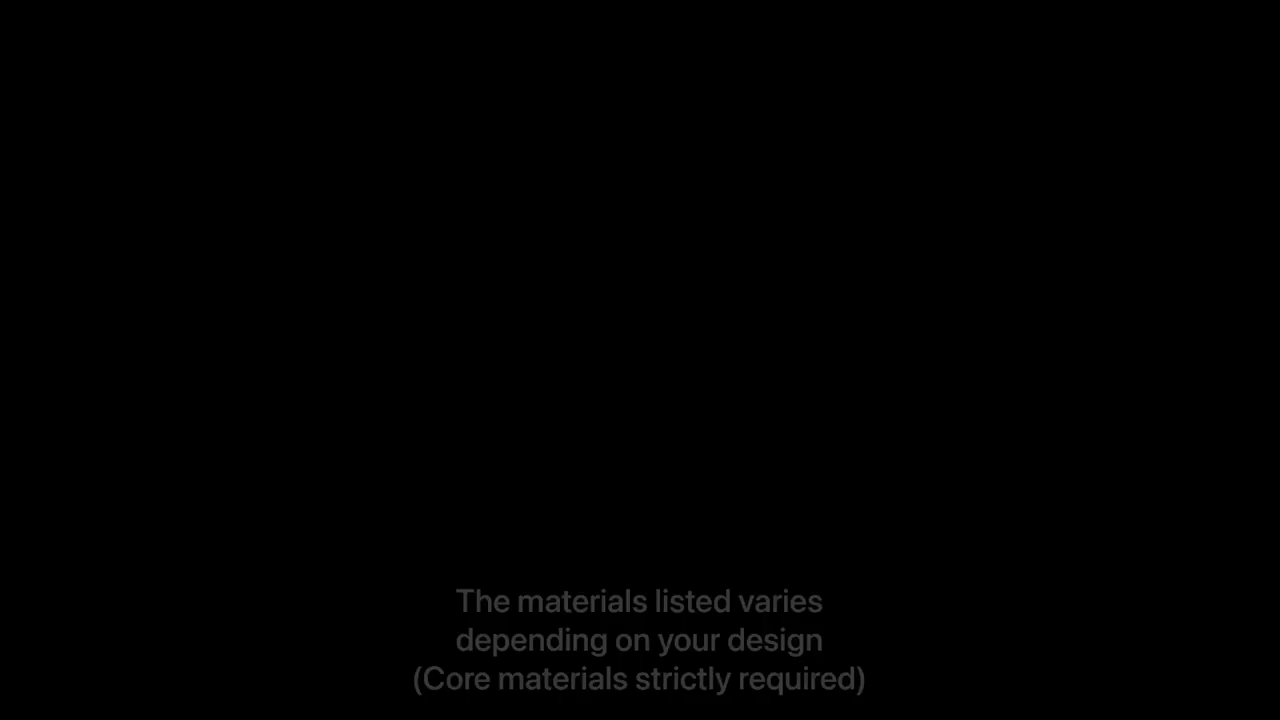 The materials listed varies
depending on your design
(Core materials strictly required)